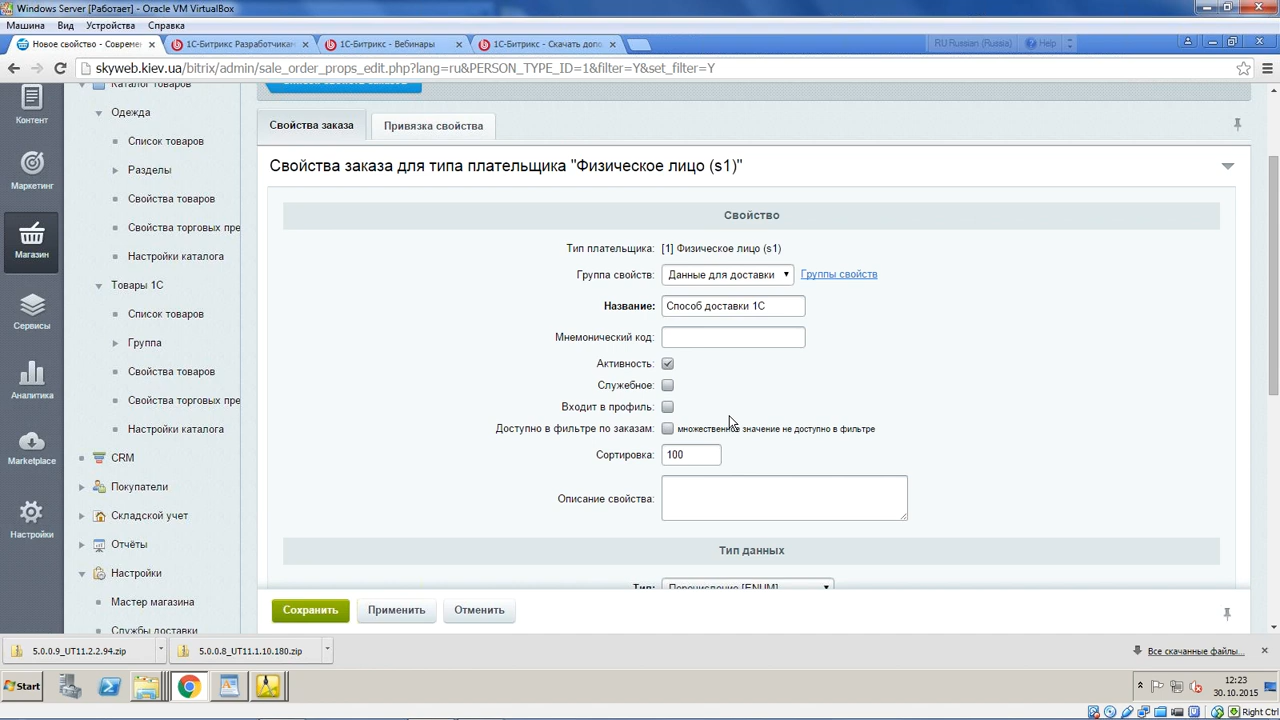 Windows Server [Работает] - Oracle VM VirtualBox
Машина Вид Устройства Справка
Новое свойство - Совреме
1С-Битрикс Разработчикам
1С-Битрикс - Вебинары
1С-Битрикс - Скачать допо
RU Russian (Russia) Help
skyweb.kiev.ua/bitrix/admin/sale_order_props_edit.php?lang=ru&PERSON_TYPE_ID=1&filter=Y&set_filter=Y
Контент
Маркетинг
Магазин
Сервисы
Аналитика
Marketplace
Настройки
Каталог товаров
Одежда
Список товаров
Разделы
Свойства товаров
Свойства торговых пре
Настройки каталога
Товары 1С
Список товаров
Группа
Свойства товаров
Свойства торговых пре
Настройки каталога
CRM
Покупатели
Складской учет
Отчёты
Настройки
Мастер магазина
Службы доставки
Свойства заказа
Привязка свойства
Свойства заказа для типа плательщика "Физическое лицо (s1)"
Свойство
Тип плательщика: [1] Физическое лицо (s1)
Группа свойств: Данные для доставки Группы свойств
Название: Способ доставки 1С
Мнемонический код:
Активность:
Служебное:
Входит в профиль:
Доступно в фильтре по заказам: множественное значение не доступно в фильтре
Сортировка: 100
Описание свойства:
Тип данных
Тип: Перечисление [ENUM]
Сохранить Применить Отменить
5.0.0.9_UT11.2.2.94.zip
5.0.0.8_UT11.1.10.180.zip
Все скачанные файлы...
Start
12:23
30.10.2015
Right Ctrl